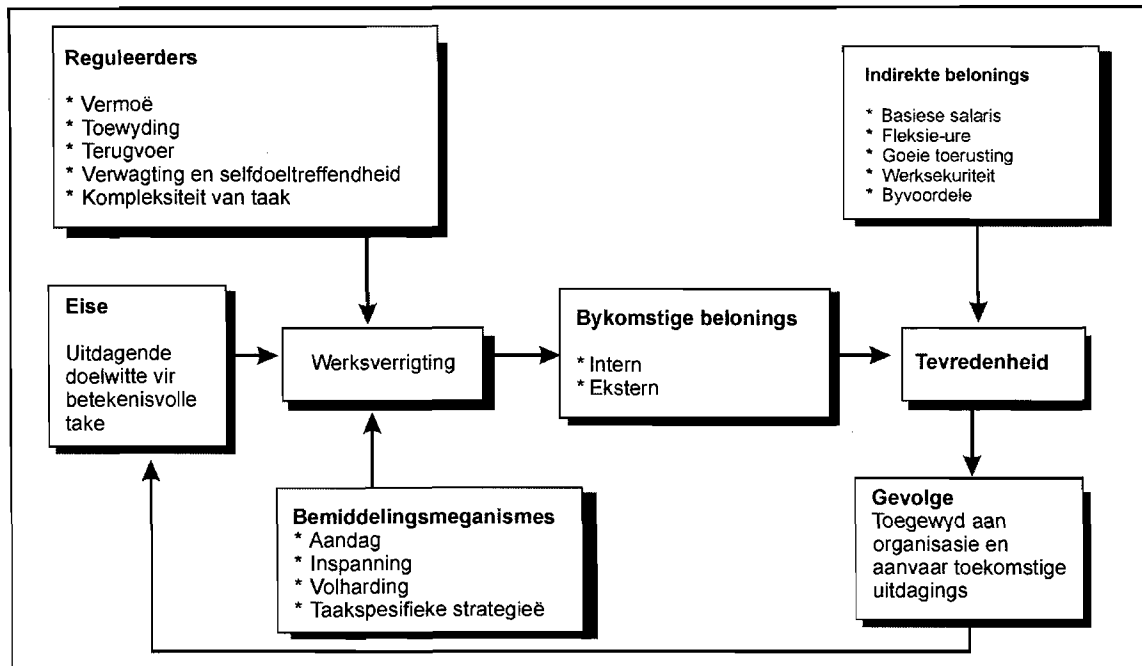 Reguleerders
* Vermoë
* Toewyding
* Terugvoer
* Verwagting en selfdoeltreffendheid
* Kompleksiteit van taak
Indirekte belonings
* Basiese salaris
* Fleksie-ure
* Goeie toerusting
* Werksekuriteit
* Byvoordele
Eise
Uitdagende
doelwitte vir
betekenisvolle
take
Werksverrigting
Bykomstige belonings
* Intern
* Ekstern
Tevredenheid
Bemiddelingsmeganismes
* Aandag
* Inspanning
* Volharding
* Taakspesifieke strategieë
Gevolge
Toegewyd aan
organisasie en
aanvaar toekomstige
uitdagings